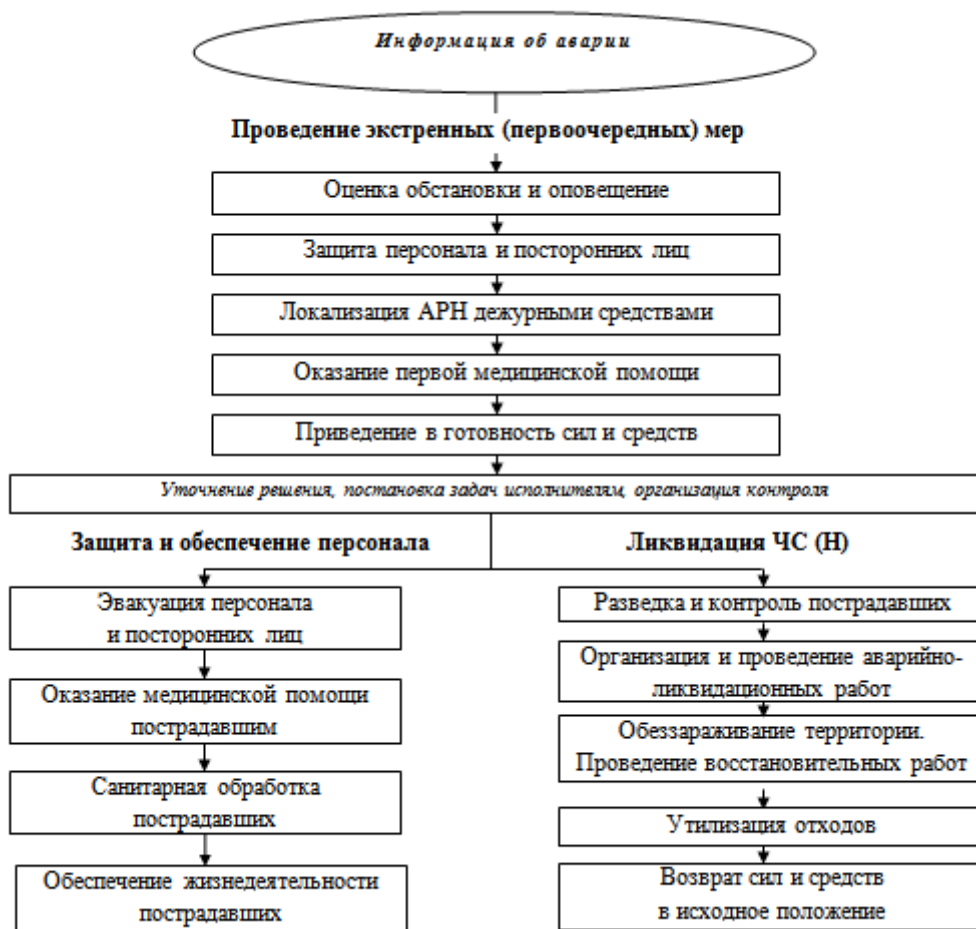 Информация об аварии
Проведение экстренных (первоочередных) мер
Оценка обстановки и оповещение
Защита персонала и посторонних лиц
Локализация АРН дежурными средствами
Оказание первой медицинской помощи
Приведение в готовность сил и средств
Уточнение решения, постановка задач исполнителям, организация контроля
Защита и обеспечение персонала
Эвакуация персонала
и посторонних лиц
Оказание медицинской помощи
пострадавшим
Санитарная обработка
пострадавших
Обеспечение жизнедеятельности
пострадавших
Ликвидация ЧС (Н)
Разведка и контроль пострадавших
Организация и проведение аварийно-
ликвидационных работ
Обеззараживание территории.
Проведение восстановительных работ
Утилизация отходов
Возврат сил и средств
в исходное положение